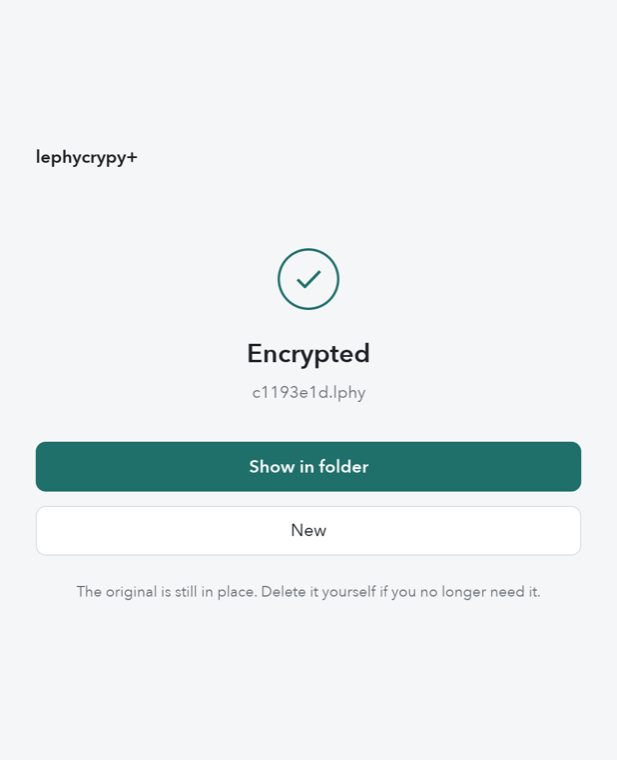 lephycrypy+
Encrypted
c1193e1d.lphy
Show in folder
New
The original is still in place. Delete it yourself if you no longer need it.